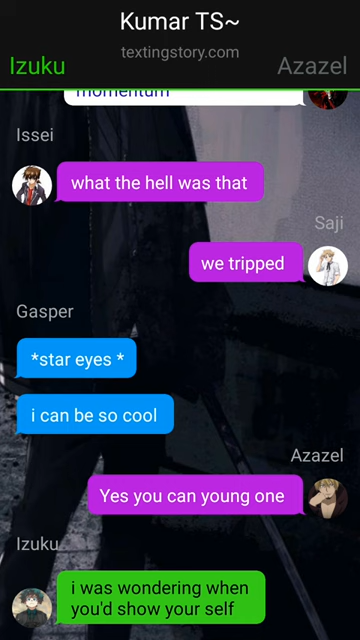 Kumar TS~
textingstory.com
Izuku
Azazel
momentum
Issei
what the hell was that
Saji
we tripped
Gasper
*star eyes *
i can be so cool
Azazel
Yes you can young one
Izuku
i was wondering when
you'd show your self